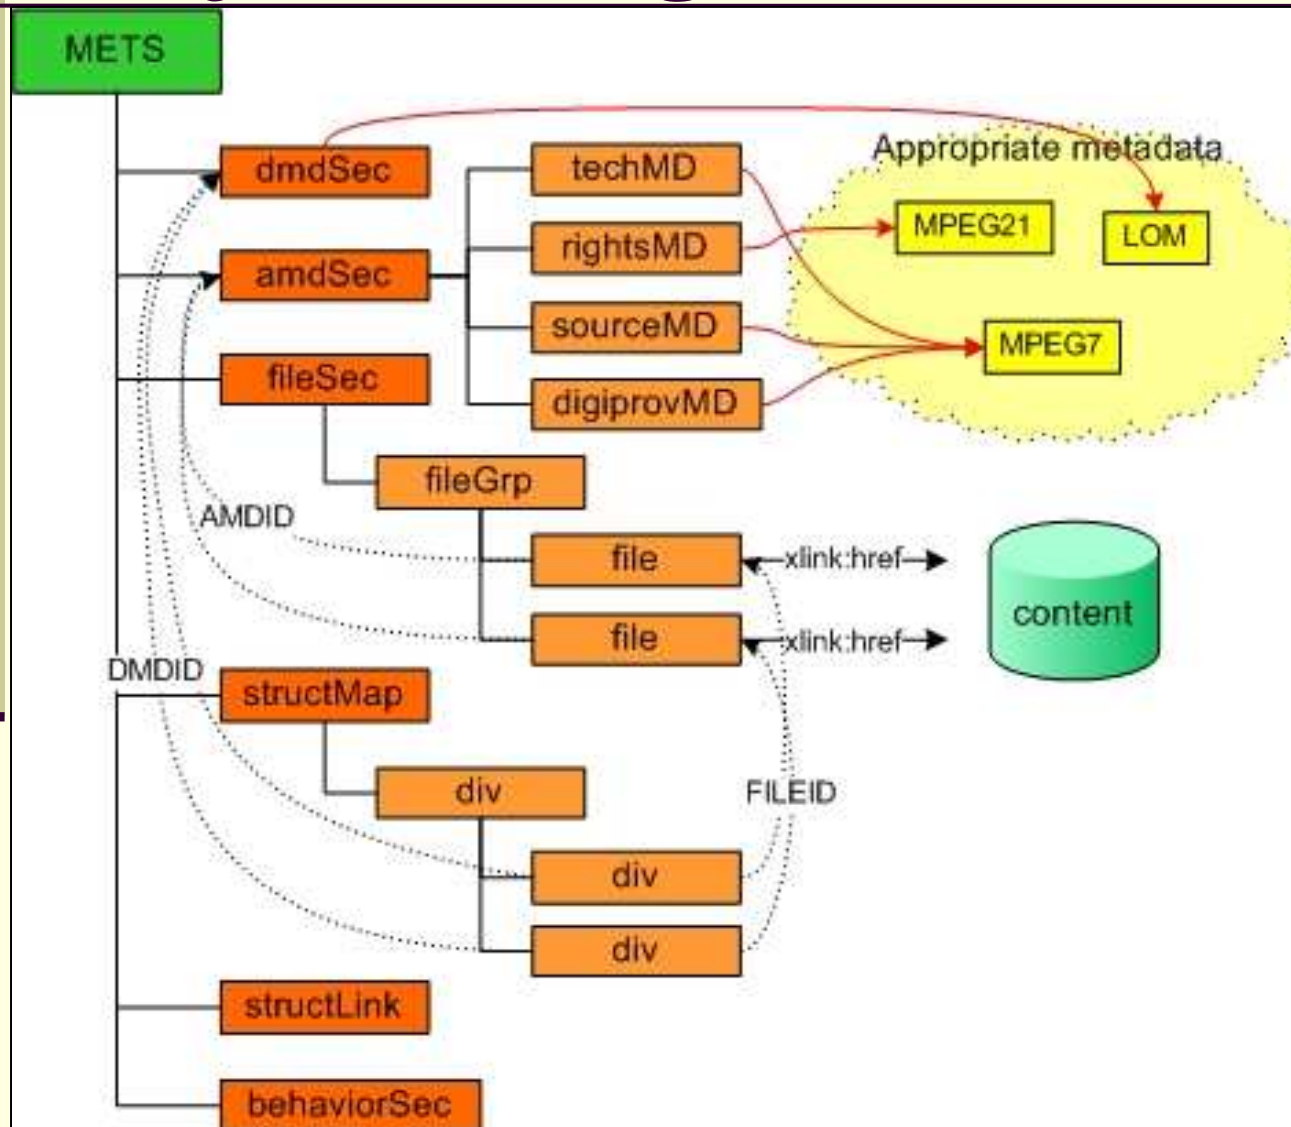 METS
dmdSec
techMD
Appropriate metadata
MPEG21
LOM
rightsMD
amdSec
sourceMD
MPEG7
fileSec
digiprovMD
fileGrp
AMDID
file
xlink:href
content
file
xlink:href
DMDID
structMap
div
FILEID
div
div
structLink
behaviorSec